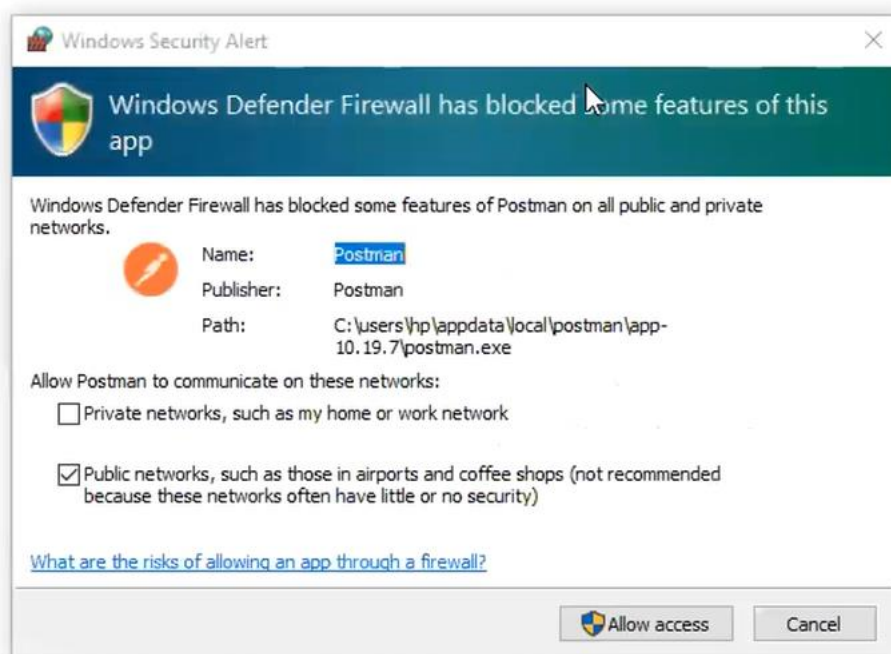 Windows Security Alert
Windows Defender Firewall has blocked some features of this
app
Windows Defender Firewall has blocked some features of Postman on all public and private
networks.
Name: Postman
Publisher: Postman
Path: C:\users\hp\appdata\local\postman\app-
10.19.7\postman.exe
Allow Postman to communicate on these networks:
Private networks, such as my home or work network
Public networks, such as those in airports and coffee shops (not recommended
because these networks often have little or no security)
What are the risks of allowing an app through a firewall?
Allow access Cancel